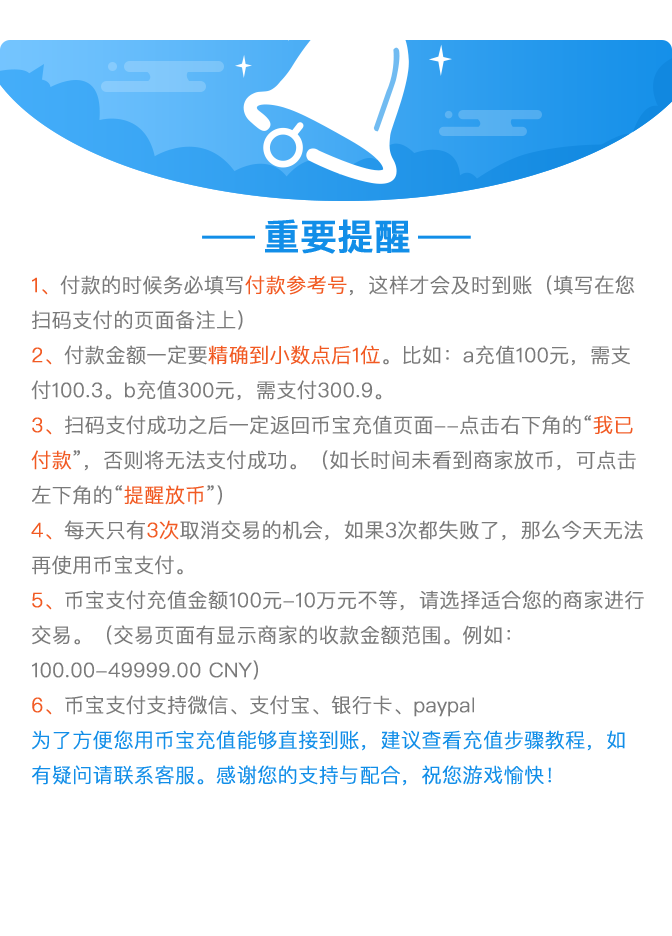 重要提醒
1、付款的时候务必填写付款参考号，这样才会及时到账（填写在您
扫码支付的页面备注上）
2、付款金额一定要精确到小数点后1位。比如：a充值100元，需支
付100.3。b充值300元，需支付300.9。
3、扫码支付成功之后一定返回币宝充值页面--点击右下角的“我已
付款”，否则将无法支付成功。（如长时间未看到商家放币，可点击
左下角的“提醒放币”）
4、每天只有3次取消交易的机会，如果3次都失败了，那么今天无法
再使用币宝支付。
5、币宝支付充值金额100元-10万元不等，请选择适合您的商家进行
交易。（交易页面有显示商家的收款金额范围。例如：
100.00-49999.00 CNY）
6、币宝支付支持微信、支付宝、银行卡、paypal
为了方便您用币宝充值能够直接到账，建议查看充值步骤教程，如
有疑问请联系客服。感谢您的支持与配合，祝您游戏愉快！